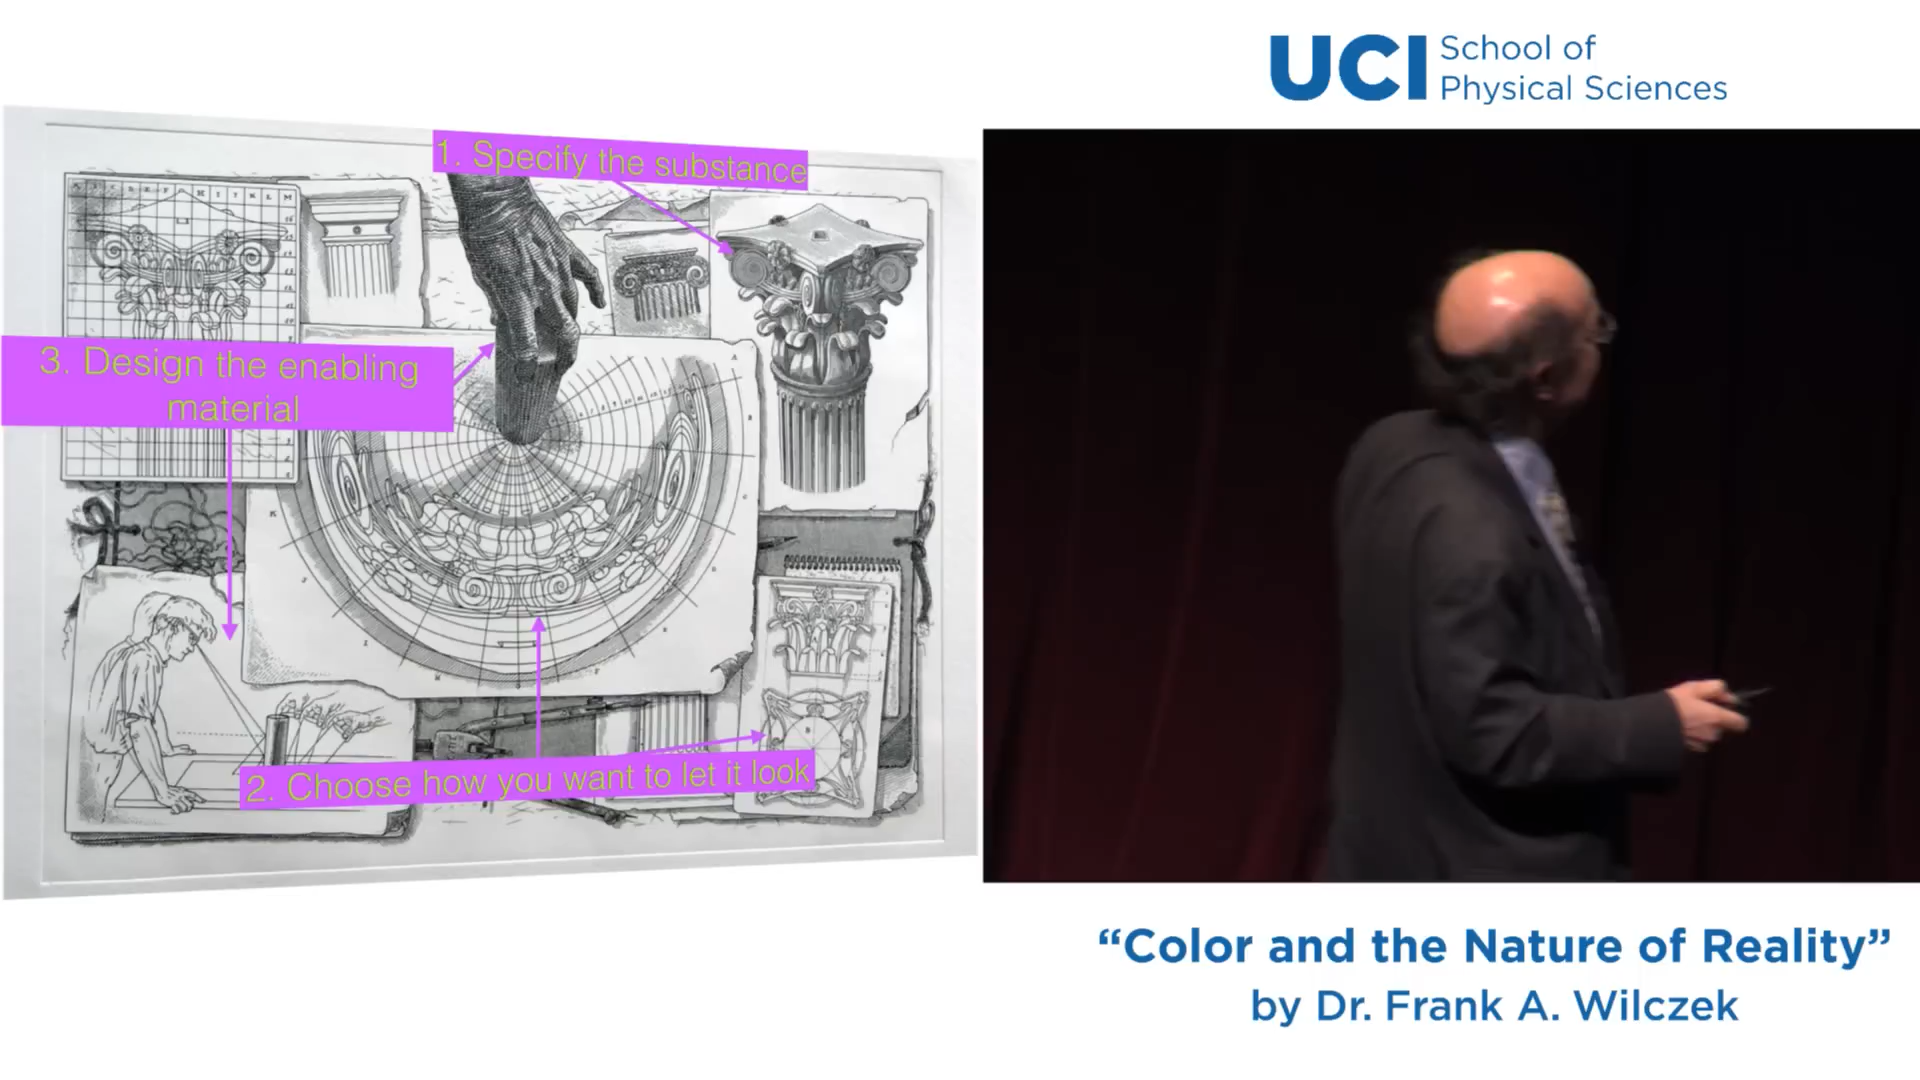 UCI School of
Physical Sciences
1. Specify the substance
3. Design the enabling
material
2. Choose how you want to let it look
“Color and the Nature of Reality”
by Dr. Frank A. Wilczek